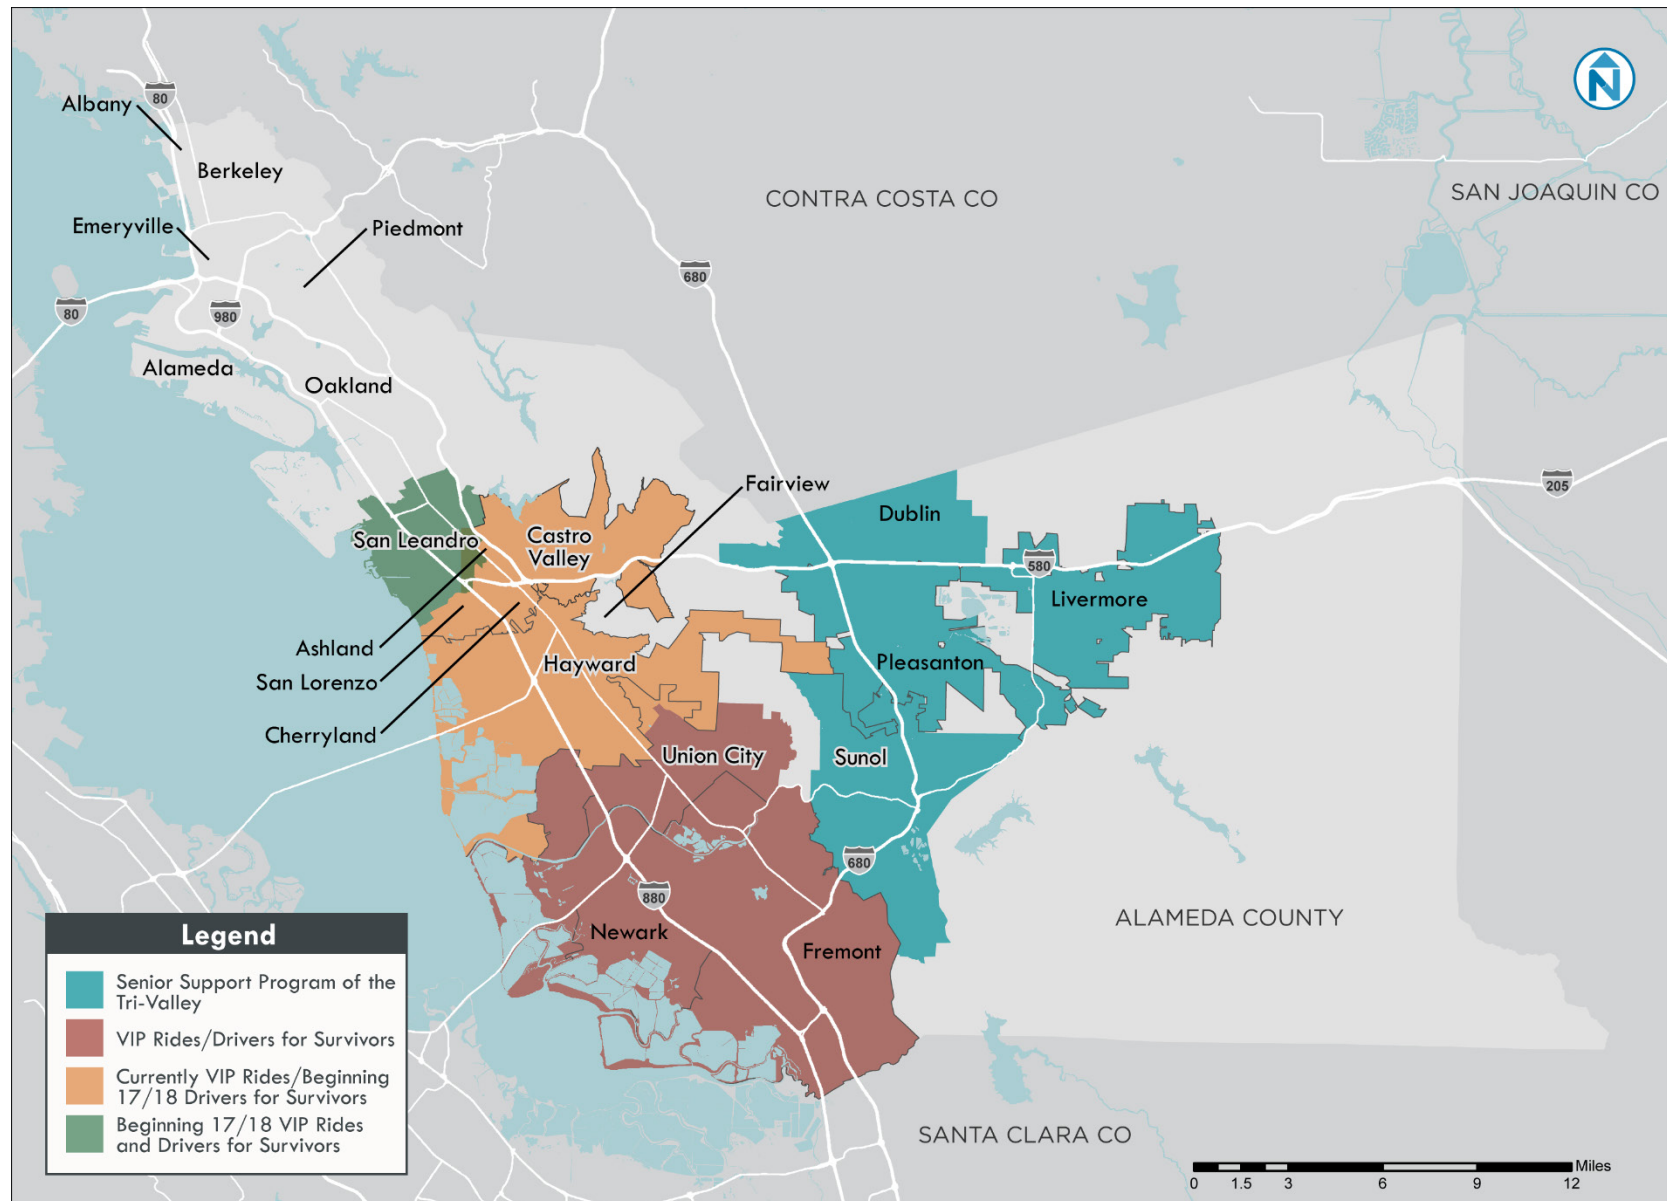 N
80
Albany
Berkeley
CONTRA COSTA CO
SAN JOAQUIN CO
Emeryville
Piedmont
680
80
980
Alameda
Oakland
Fairview
205
Dublin
San Leandro
Castro
Valley
580
Livermore
Ashland
San Lorenzo
Hayward
Pleasanton
Cherryland
Union City
Sunol
680
880
ALAMEDA COUNTY
Newark
Fremont
Legend
Senior Support Program of the
Tri-Valley
VIP Rides/Drivers for Survivors
Currently VIP Rides/Beginning
17/18 Drivers for Survivors
Beginning 17/18 VIP Rides
and Drivers for Survivors
SANTA CLARA CO
Miles
0 1.5 3 6 9 12